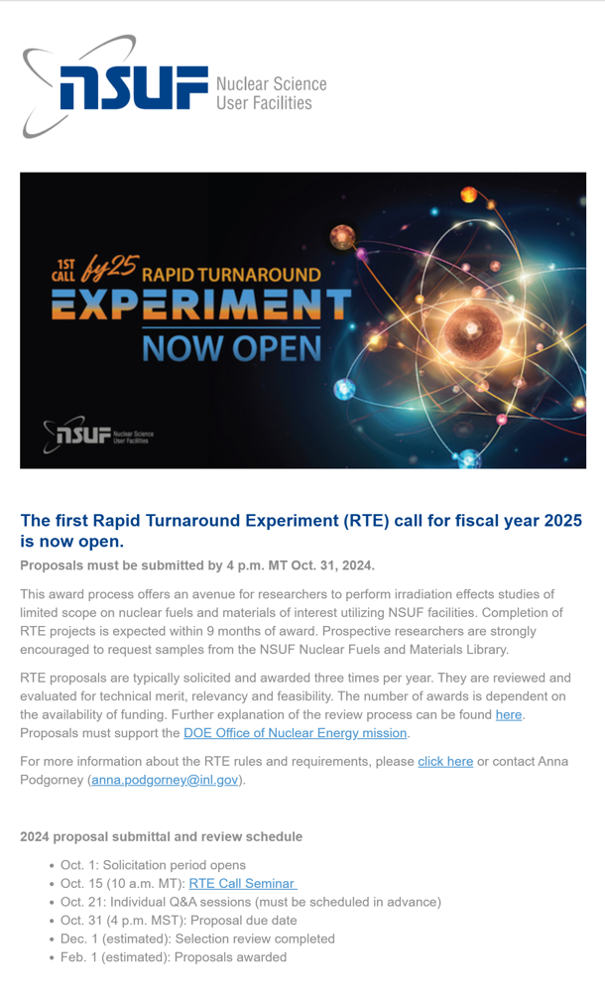 nsuf Nuclear Science
User Facilities
1ST
CALL fy25 RAPID TURNAROUND
EXPERIMENT
NOW OPEN
nsuf Nuclear Science
User Facilities
The first Rapid Turnaround Experiment (RTE) call for fiscal year 2025
is now open.
Proposals must be submitted by 4 p.m. MT Oct. 31, 2024.
This award process offers an avenue for researchers to perform irradiation effects studies of
limited scope on nuclear fuels and materials of interest utilizing NSUF facilities. Completion of
RTE projects is expected within 9 months of award. Prospective researchers are strongly
encouraged to request samples from the NSUF Nuclear Fuels and Materials Library.
RTE proposals are typically solicited and awarded three times per year. They are reviewed and
evaluated for technical merit, relevancy and feasibility. The number of awards is dependent on
the availability of funding. Further explanation of the review process can be found here.
Proposals must support the DOE Office of Nuclear Energy mission.
For more information about the RTE rules and requirements, please click here or contact Anna
Podgorney (anna.podgorney@inl.gov).
2024 proposal submittal and review schedule
• Oct. 1: Solicitation period opens
• Oct. 15 (10 a.m. MT): RTE Call Seminar
• Oct. 21: Individual Q&A sessions (must be scheduled in advance)
• Oct. 31 (4 p.m. MST): Proposal due date
• Dec. 1 (estimated): Selection review completed
• Feb. 1 (estimated): Proposals awarded